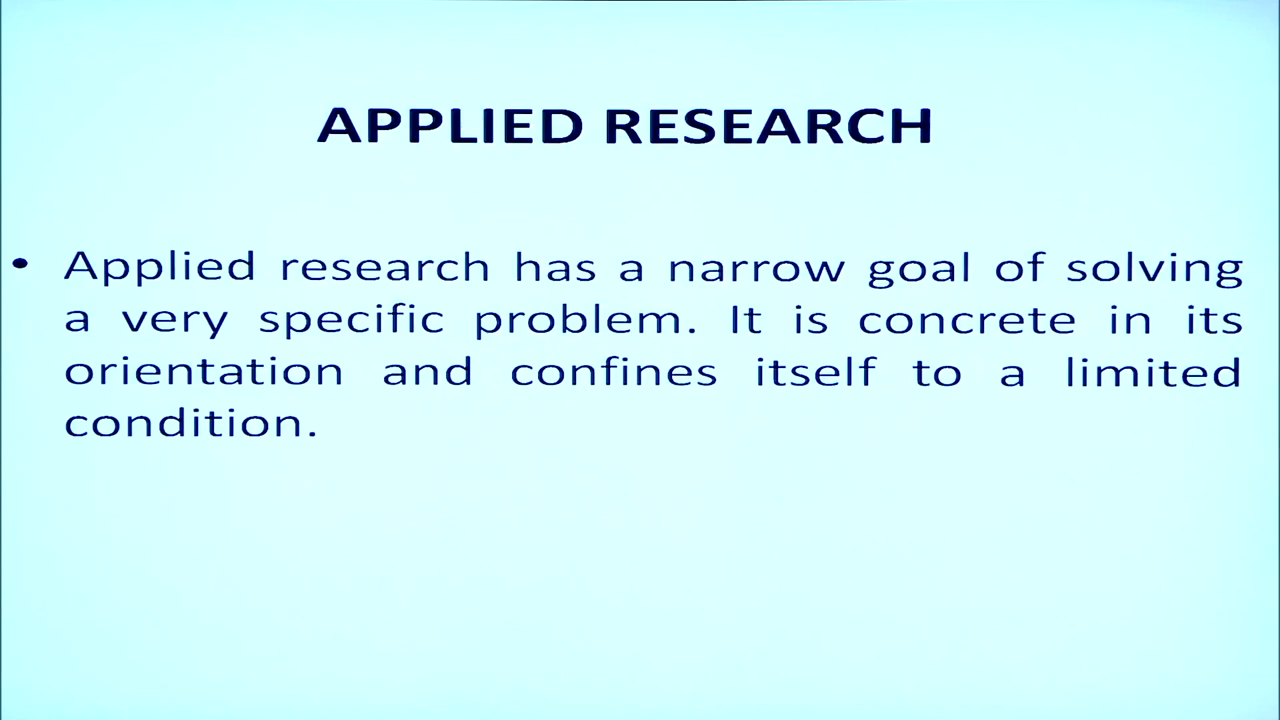 APPLIED RESEARCH
• Applied research has a narrow goal of solving
a very specific problem. It is concrete in its
orientation and confines itself to a limited
condition.